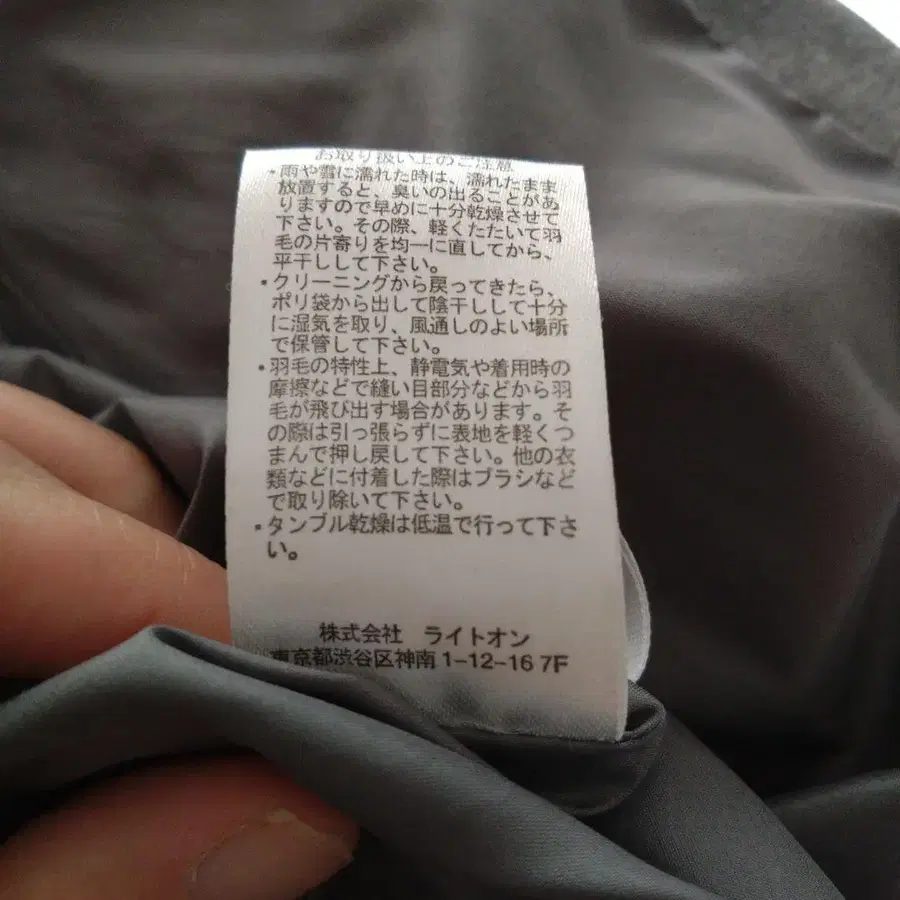 お取り扱い上のご注意
・雨や雪に濡れた時は、濡れたまま
放置すると、臭いの出ることがあ
りますので早めに十分乾燥させて
下さい。その際、軽くたたいて羽
毛の片寄りを均一に直してから、
平干しして下さい。
・クリーニングから戻ってきたら、
ポリ袋から出して陰干しして十分
に湿気を取り、風通しのよい場所
で保管して下さい。
・羽毛の特性上、静電気や着用時の
摩擦などで縫い目部分などから羽
毛が飛び出す場合があります。そ
の際は引っ張らずに表地を軽くつ
まんで押し戻して下さい。他の衣
類などに付着した際はブラシなど
で取り除いて下さい。
・タンブル乾燥は低温で行って下さ
い。
株式会社 ライトオン
東京都渋谷区神南1-12-16 7F